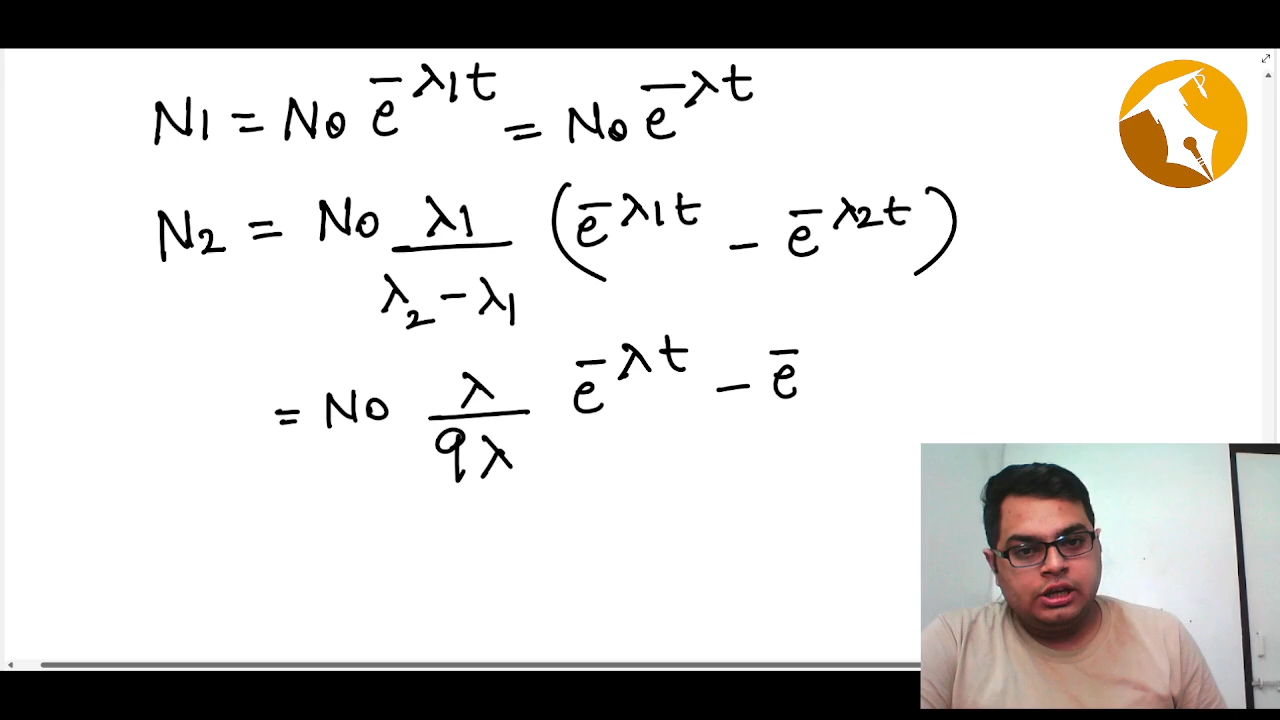 N1 = N0 e^-λ1t = N0 e^-λt
N2 = N0 λ1/(λ2 - λ1) (e^-λ1t - e^-λ2t)
= N0 λ/9λ e^-λt - e^-